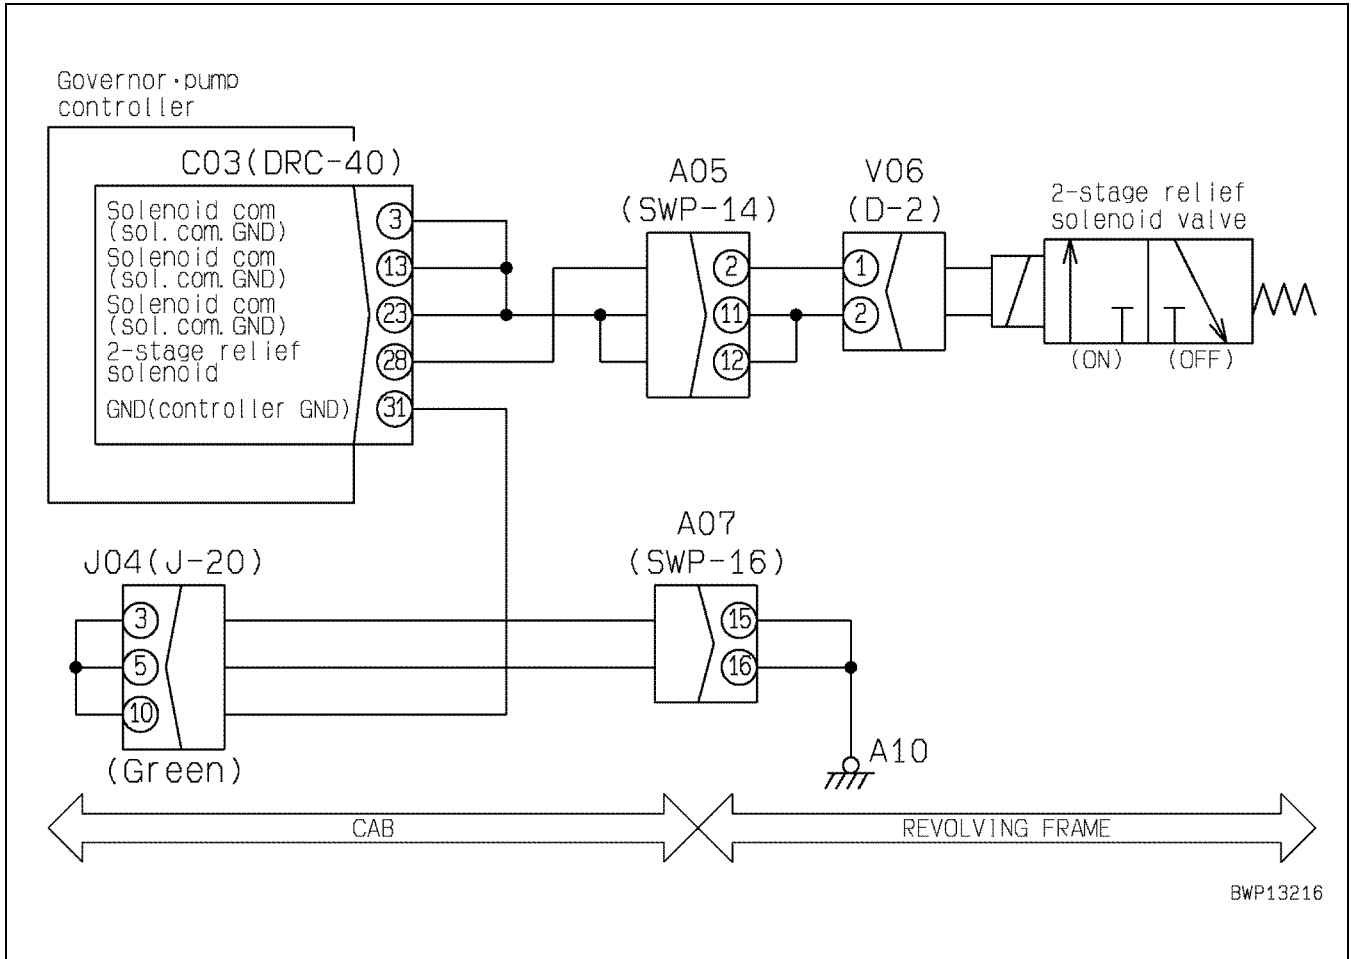 Governor·pump
controller
C03(DRC-40)
Solenoid com
(sol.com.GND)
Solenoid com
(sol.com.GND)
Solenoid com
(sol.com.GND)
2-stage relief
solenoid
GND(controller GND)
3
13
23
28
31
A05
(SWP-14)
2
11
12
V06
(D-2)
1
2
2-stage relief
solenoid valve
(ON)
(OFF)
J04(J-20)
3
5
10
(Green)
A07
(SWP-16)
15
16
A10
CAB
REVOLVING FRAME
BWP13216